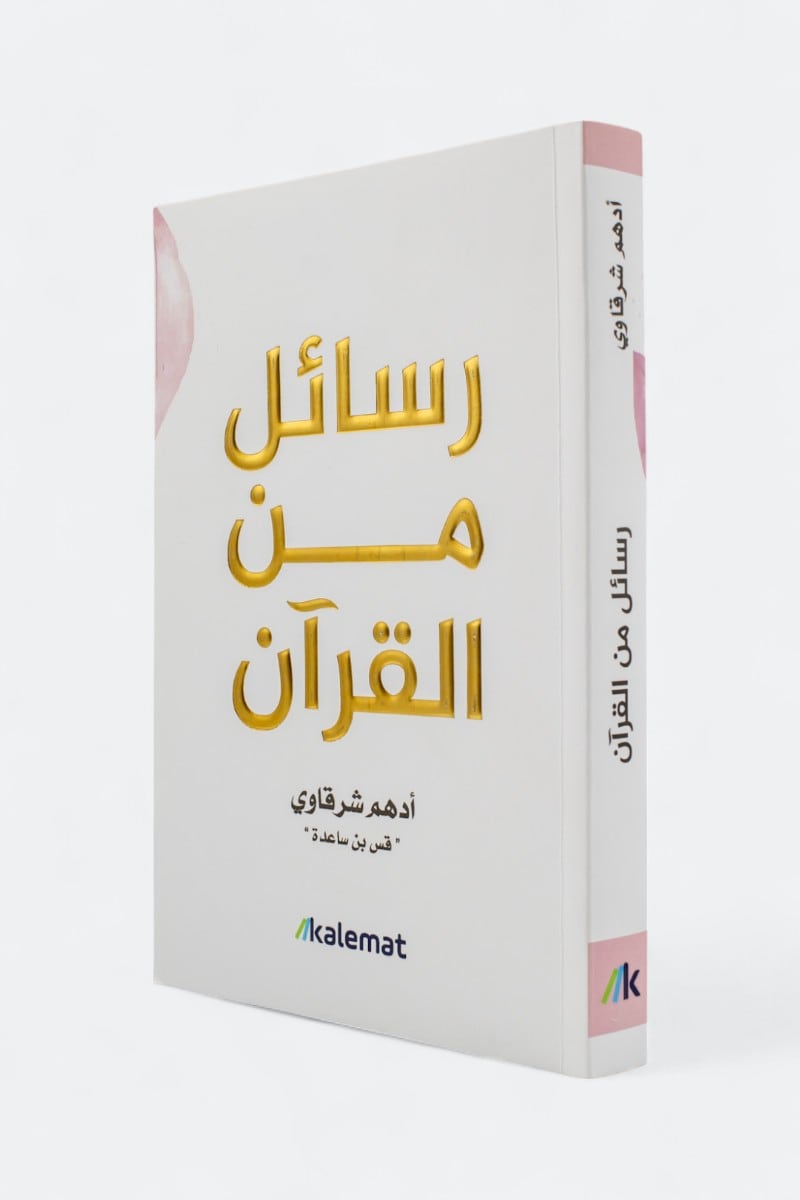 رسائل
من
القرآن
أدهم شرقاوي
" قس بن ساعدة "
kalemat
أدهم شرقاوي
رسائل من القرآن
k